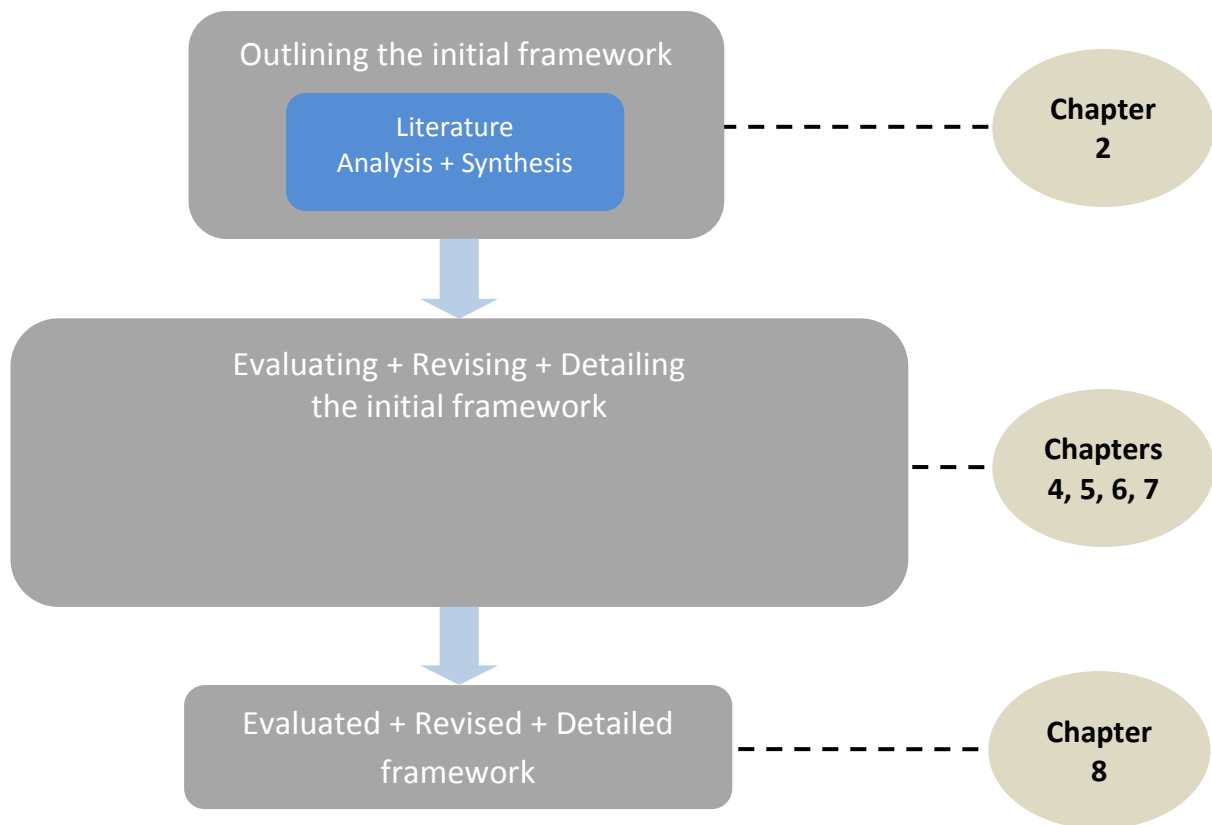 Outlining the initial framework
Literature
Analysis + Synthesis
Chapter
2
Evaluating + Revising + Detailing
the initial framework
Chapters
4, 5, 6, 7
Evaluated + Revised + Detailed
framework
Chapter
8